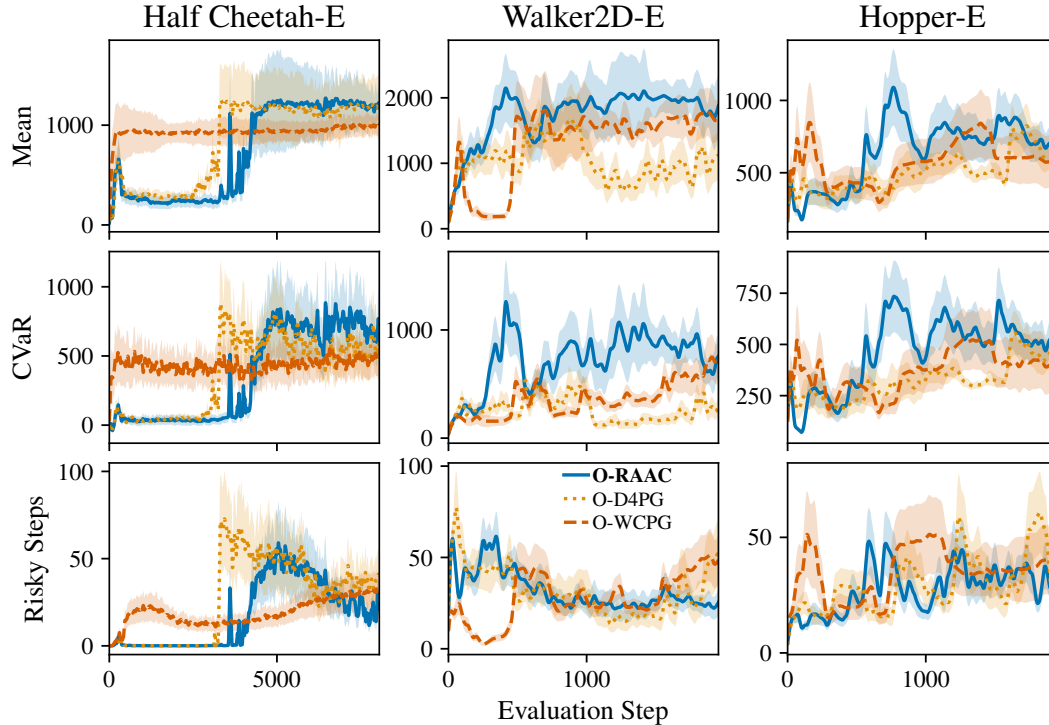 Half Cheetah-E Walker2D-E Hopper-E
Mean
1000
0
2000
1000
0
1000
500
CVaR
1000
500
0
1000
0
750
500
250
Risky Steps
100
50
0
100
50
0
50
0
O-RAAC
O-D4PG
O-WCPG
0 5000 0 1000 0 1000
Evaluation Step